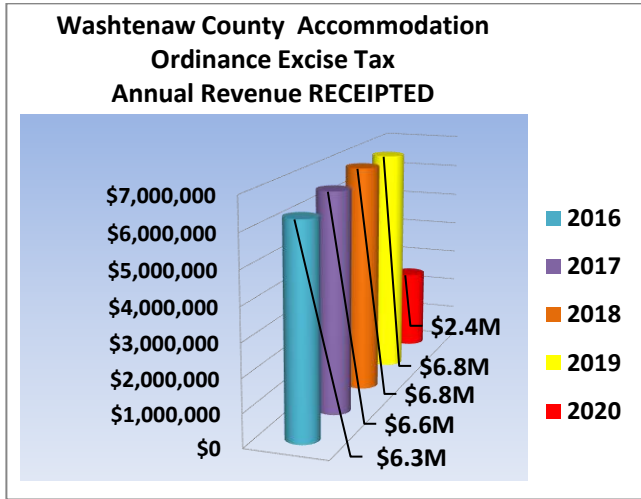 Washtenaw County Accommodation
Ordinance Excise Tax
Annual Revenue RECEIPTED
$7,000,000
$6,000,000
$5,000,000
$4,000,000
$3,000,000
$2,000,000
$1,000,000
$0
$2.4M
$6.8M
$6.8M
$6.6M
$6.3M
2016
2017
2018
2019
2020